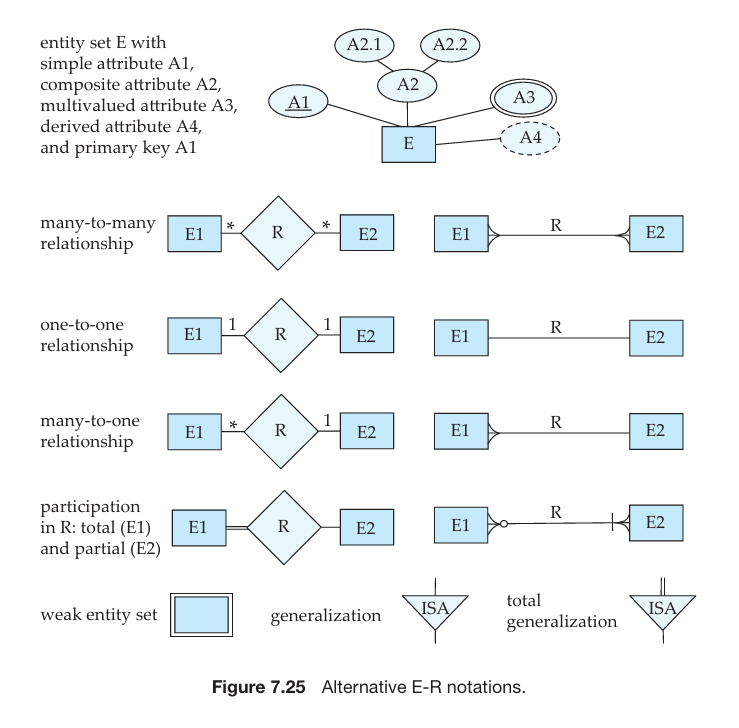 entity set E with
simple attribute A1,
composite attribute A2,
multivalued attribute A3,
derived attribute A4,
and primary key A1
A2.1 A2.2
A1 A2 A3
E A4
many-to-many
relationship
E1 * R * E2 E1 R E2
one-to-one
relationship
E1 1 R 1 E2 E1 R E2
many-to-one
relationship
E1 * R 1 E2 E1 R E2
participation
in R: total (E1)
and partial (E2)
E1 R E2 E1 R E2
weak entity set
generalization
ISA
total
generalization
ISA
Figure 7.25 Alternative E-R notations.